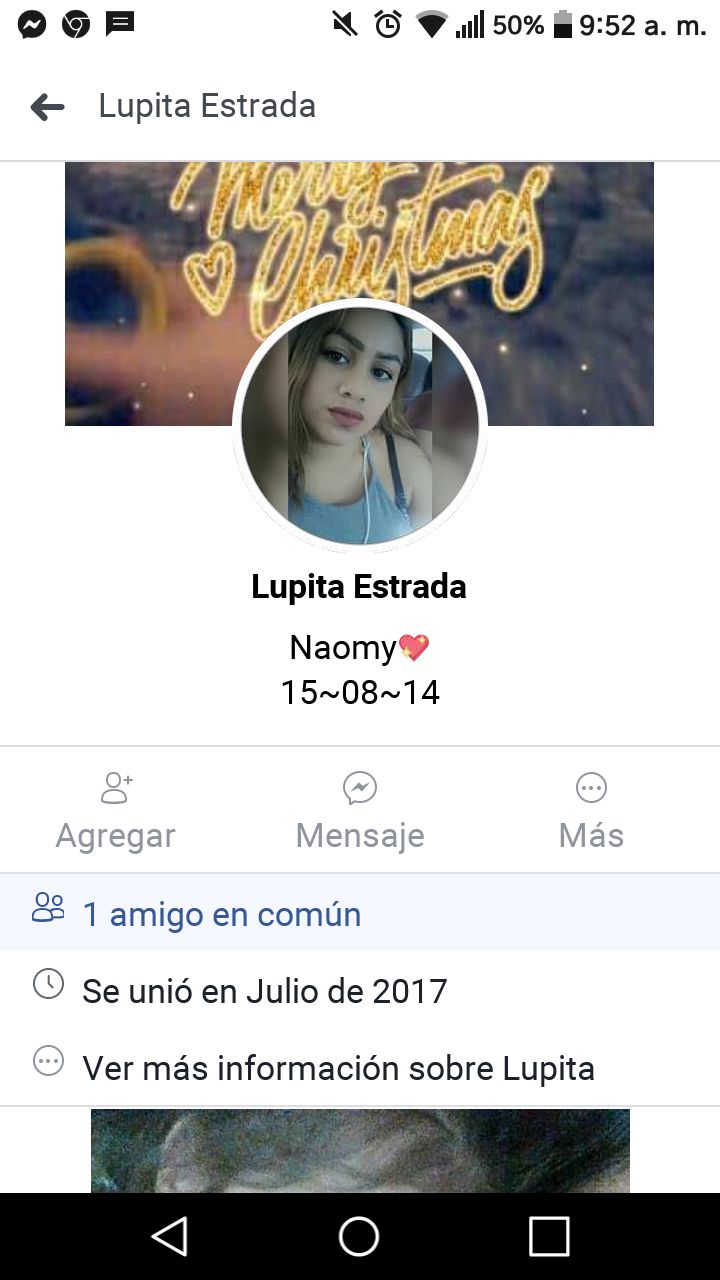 50% 9:52 a. m.
Lupita Estrada
Merry
Christmas
Lupita Estrada
Naomy💖
15~08~14
Agregar Mensaje Más
1 amigo en común
Se unió en Julio de 2017
Ver más información sobre Lupita